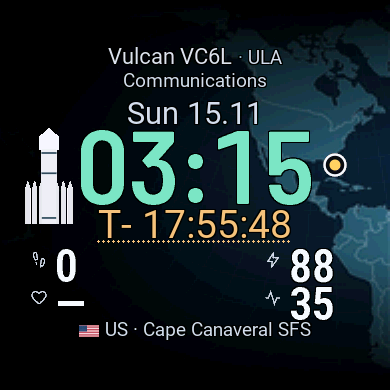 Vulcan VC6L · ULA
Communications
Sun 15.11
03:15
T- 17:55:48
0 88
— 35
US · Cape Canaveral SFS